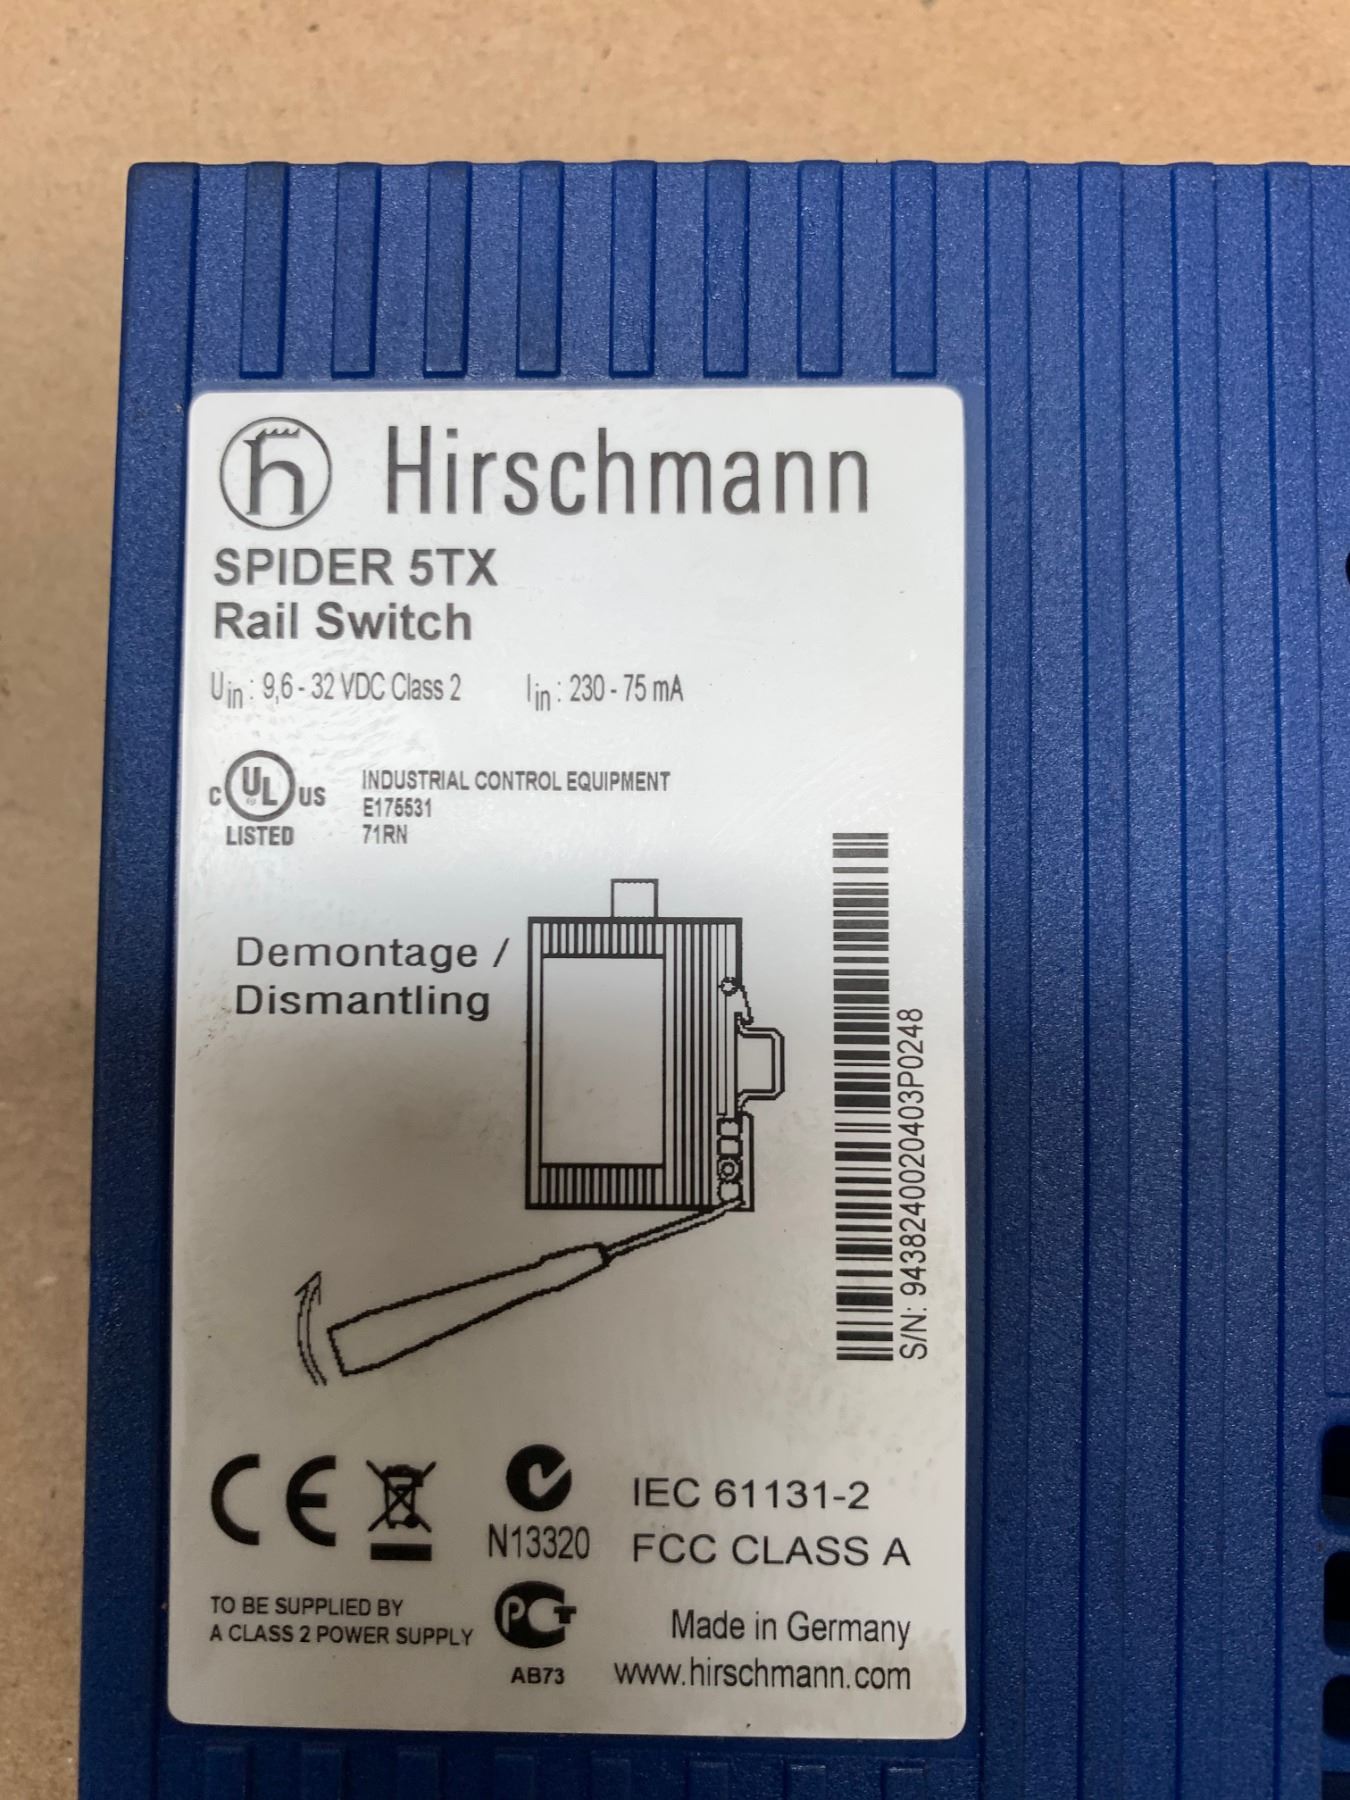 Hirschmann
SPIDER 5TX
Rail Switch
Uin : 9,6 - 32 VDC Class 2 Iin : 230 - 75 mA
C UL US INDUSTRIAL CONTROL EQUIPMENT
E175531
LISTED 71RN
Demontage /
Dismantling
S/N: 9438240020403P0248
CE
N13320
IEC 61131-2
FCC CLASS A
TO BE SUPPLIED BY
A CLASS 2 POWER SUPPLY
AB73
Made in Germany
www.hirschmann.com